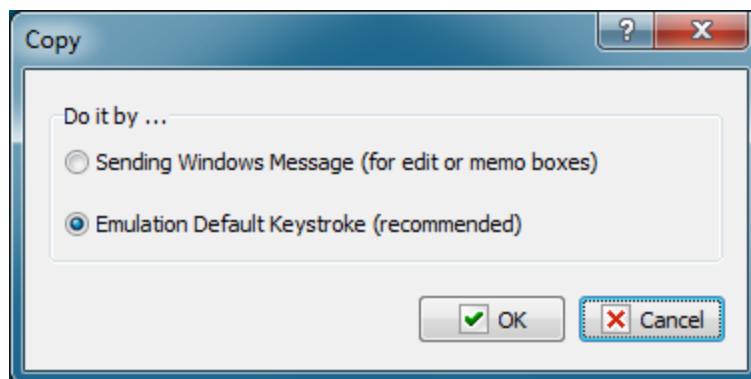 Copy
?
Do it by ...
Sending Windows Message (for edit or memo boxes)
Emulation Default Keystroke (recommended)
OK
Cancel